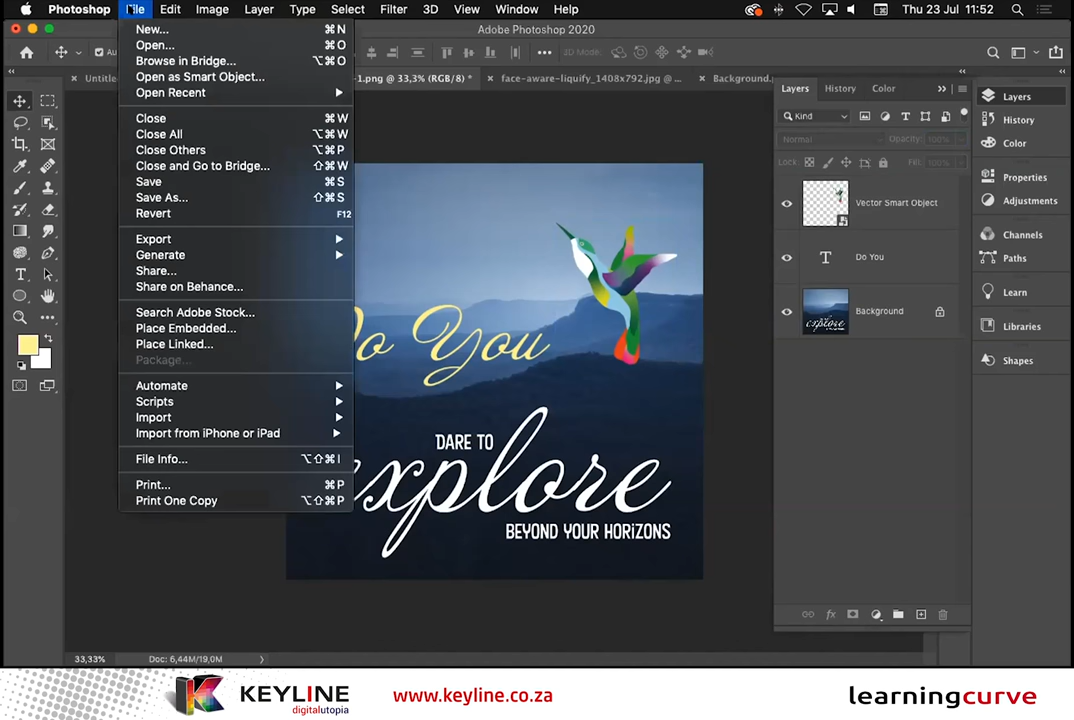 Photoshop File Edit Image Layer Type Select Filter 3D View Window Help Thu 23 Jul 11:52
Adobe Photoshop 2020
3D Mode:
-1.png @ 33,3% (RGB/8) * face-aware-liquify_1408x792.jpg @ ... Background.
New... ⌘N
Open... ⌘O
Browse in Bridge... ⌥⌘O
Open as Smart Object...
Open Recent
Close ⌘W
Close All ⌥⌘W
Close Others ⌥⌘P
Close and Go to Bridge... ⇧⌘W
Save ⌘S
Save As... ⇧⌘S
Revert F12
Export
Generate
Share...
Share on Behance...
Search Adobe Stock...
Place Embedded...
Place Linked...
Package...
Automate
Scripts
Import
Import from iPhone or iPad
File Info... ⌥⇧⌘I
Print... ⌘P
Print One Copy ⌥⇧⌘P
Do You
DARE TO
explore
BEYOND YOUR HORIZONS
Layers History Color
Kind
Normal Opacity: 100%
Lock: Fill: 100%
Vector Smart Object
T Do You
Background
Layers
History
Color
Properties
Adjustments
Channels
Paths
Learn
Libraries
Shapes
33,33% Doc: 6,44M/19,0M
KEYLINE
digitalutopia
www.keyline.co.za
learningcurve